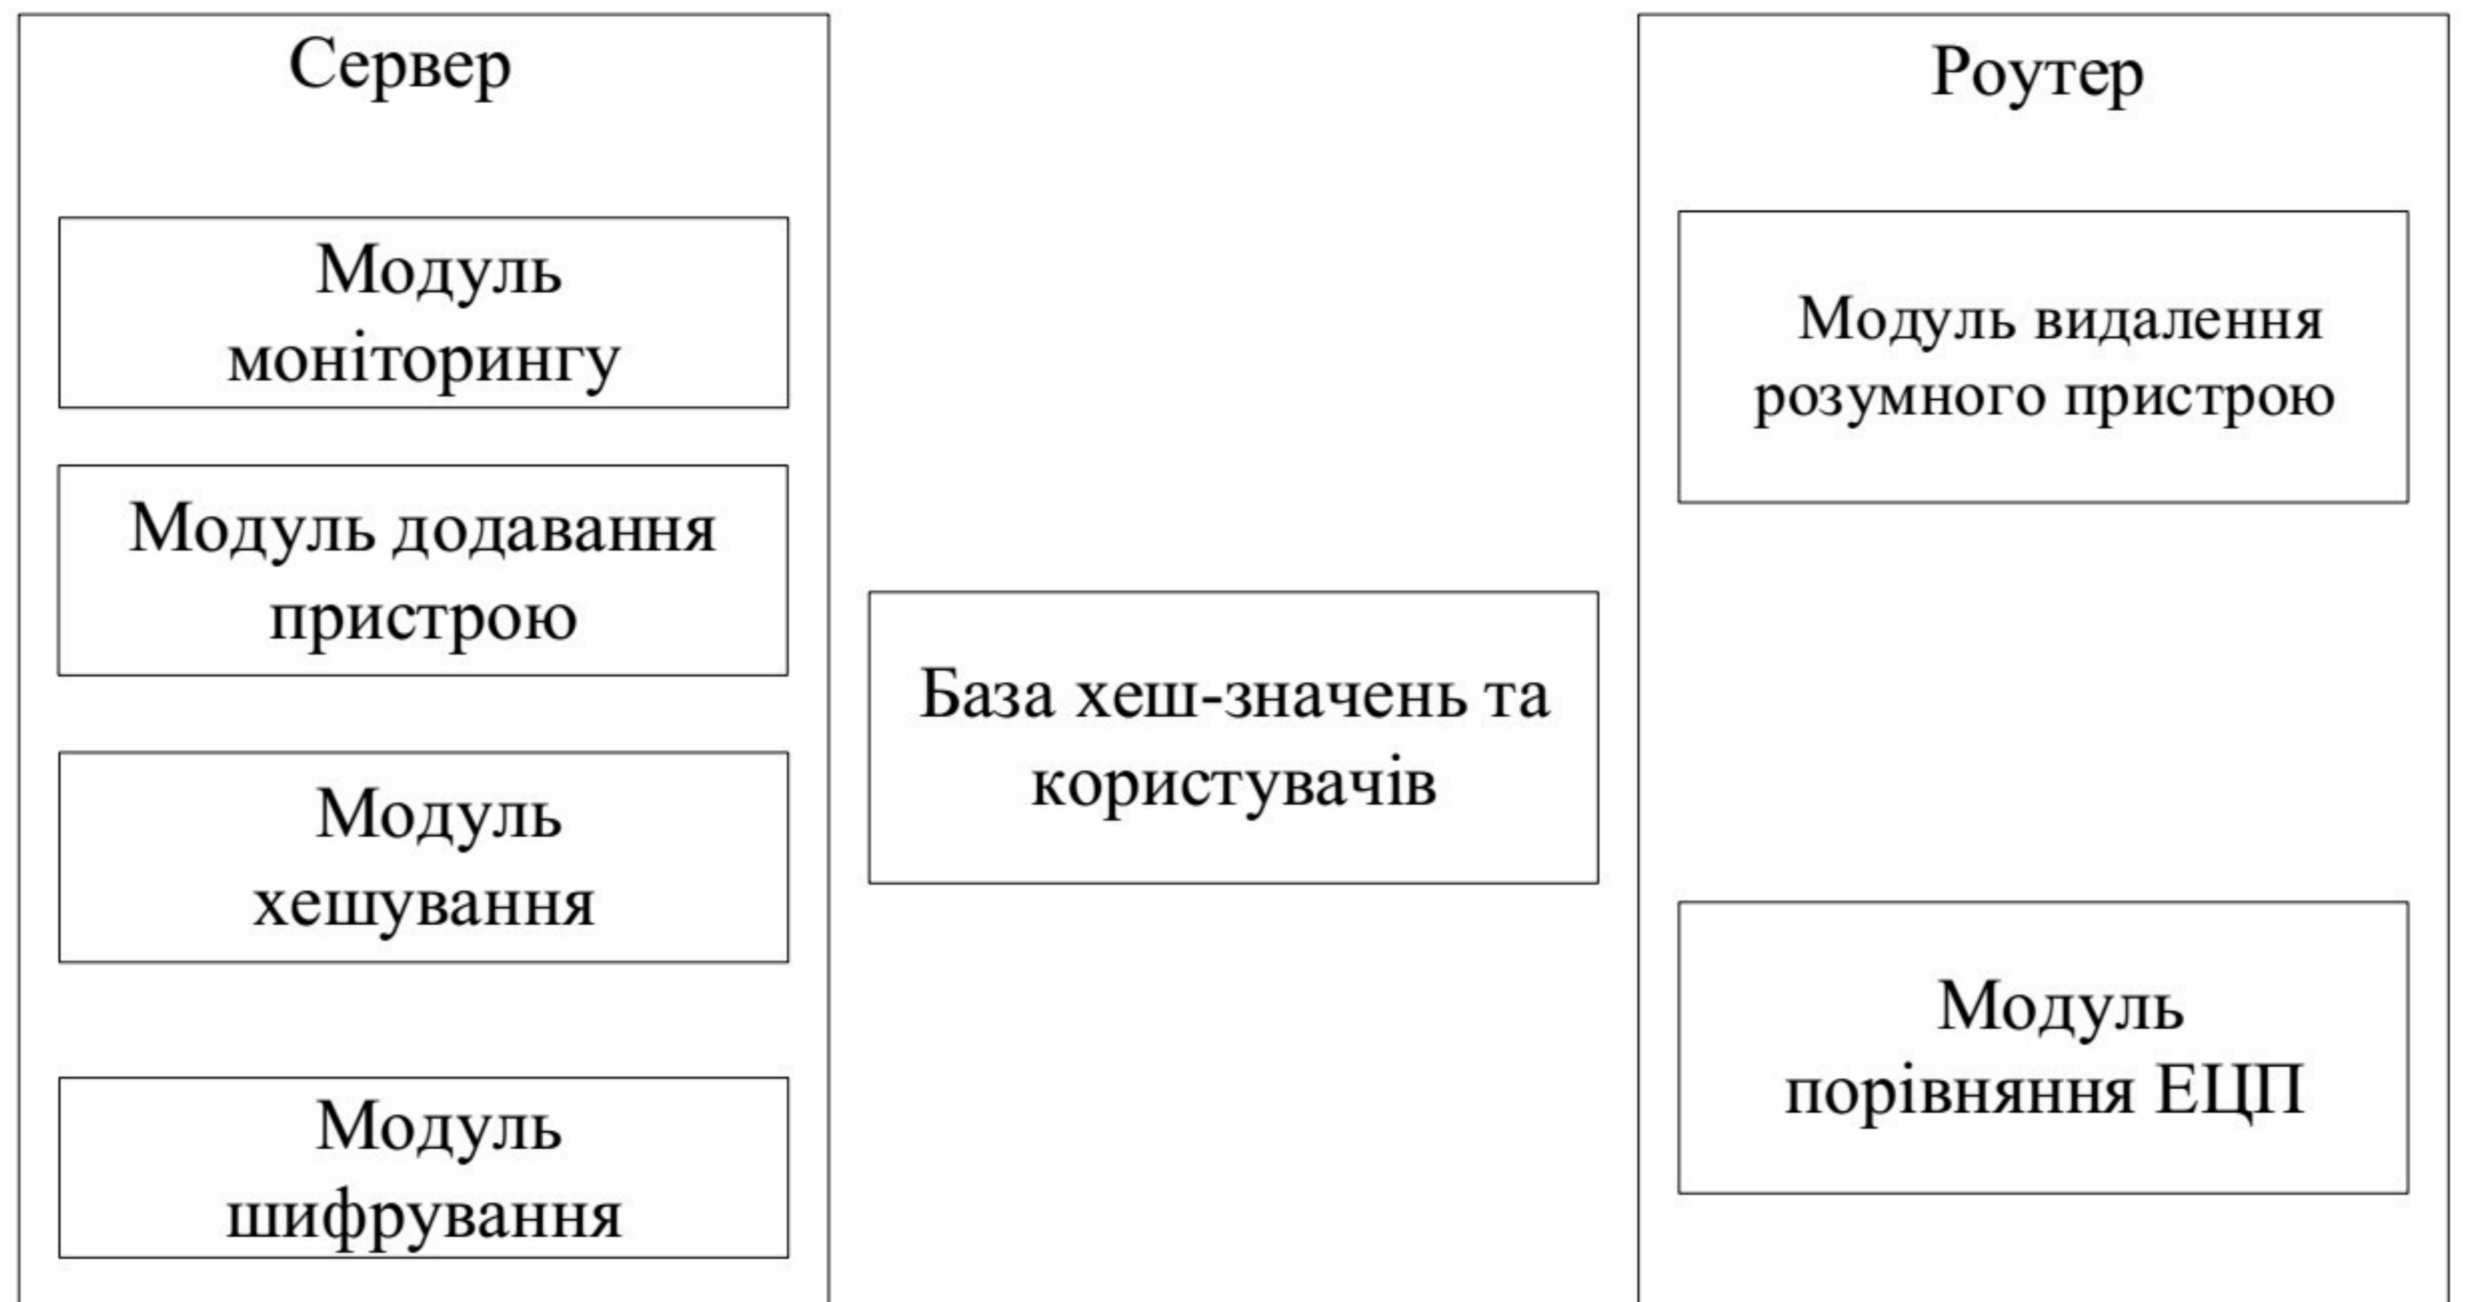 Сервер
Модуль
моніторингу
Модуль додавання
пристрою
Модуль
хешування
Модуль
шифрування
База хеш-значень та
користувачів
Роутер
Модуль видалення
розумного пристрою
Модуль
порівняння ЕЦП